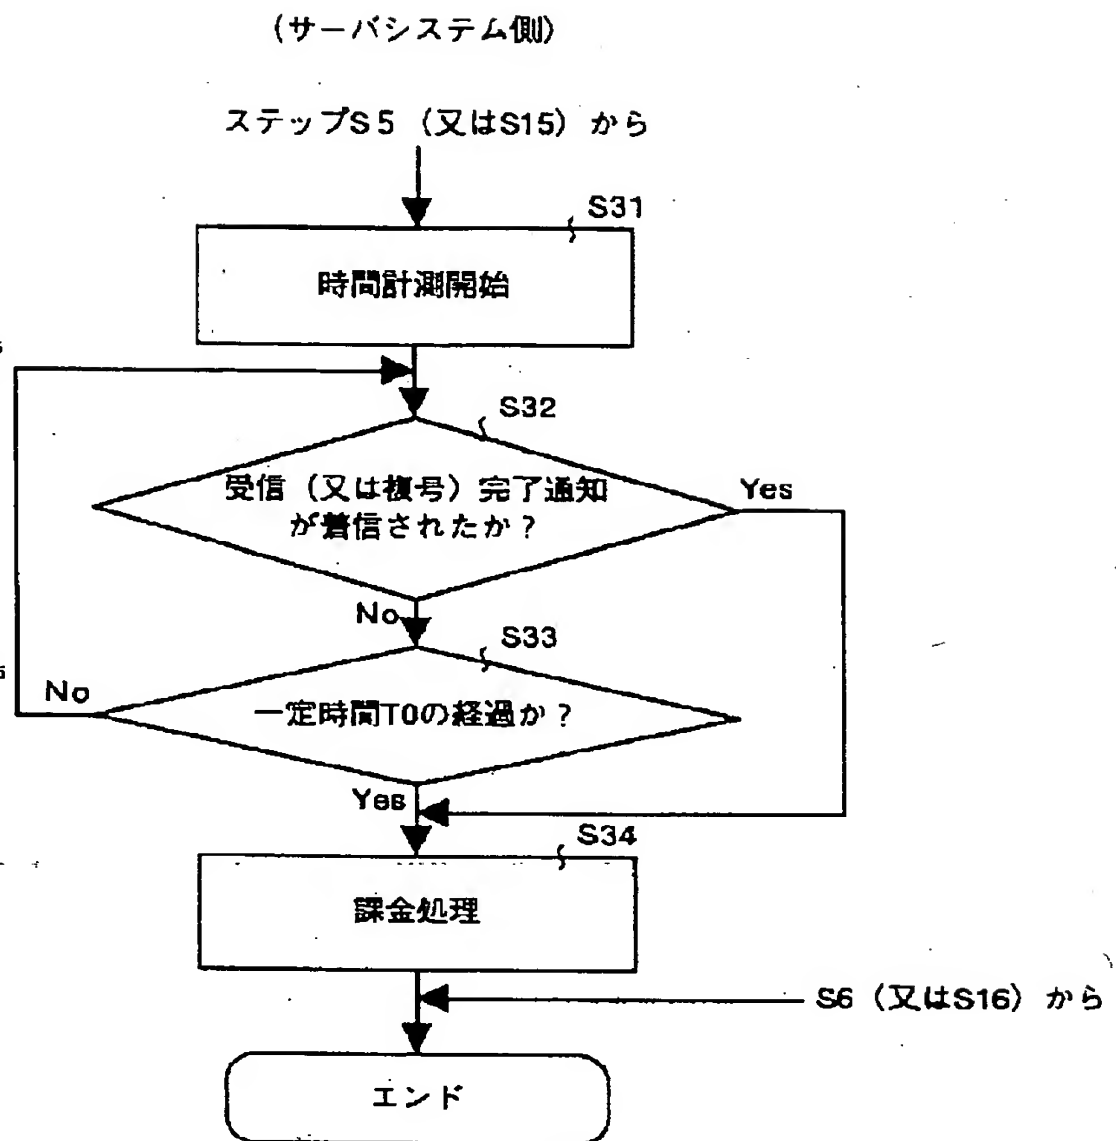 (サーバシステム側)
ステップS5（又はS15）から
S31
時間計測開始
S32
受信（又は復号）完了通知
が着信されたか？
Yes
No
S33
No
一定時間T0の経過か？
Yes
S34
課金処理
S6（又はS16）から
エンド